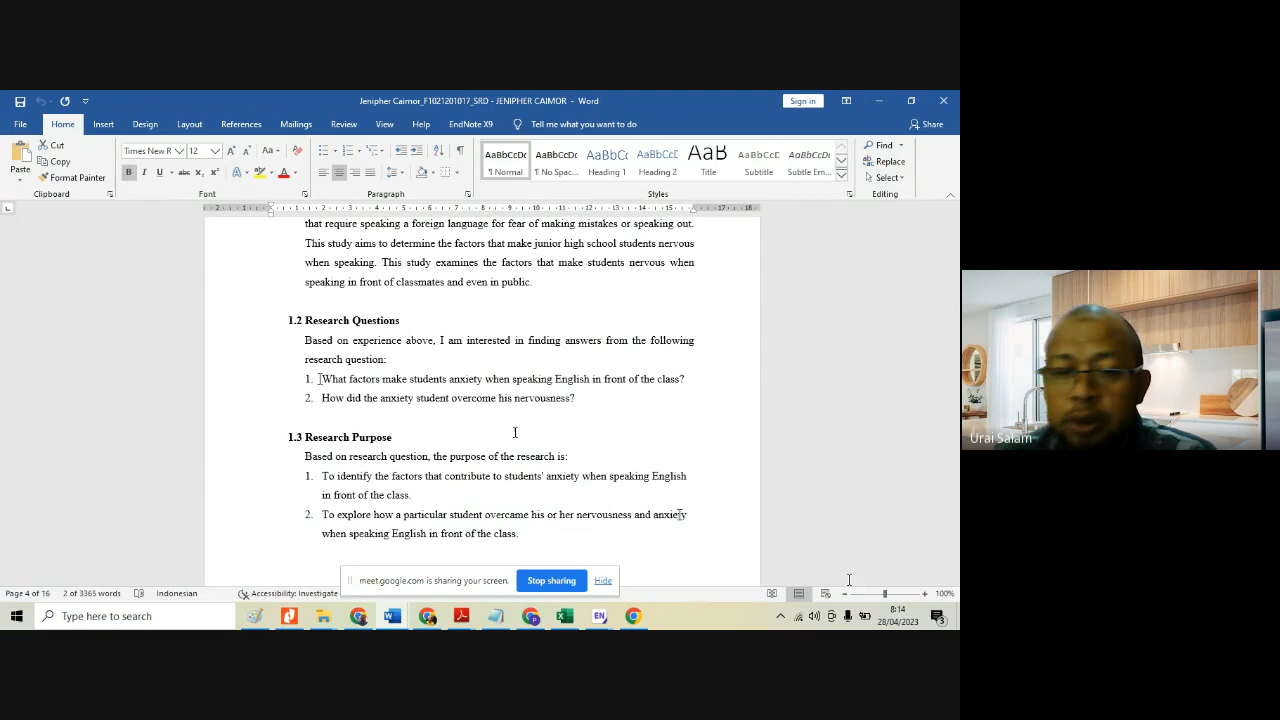 Jenipher Caimor_F1021201017_SRD - JENIPHER CAIMOR - Word
Sign in
File Home Insert Design Layout References Mailings Review View Help EndNote X9 Tell me what you want to do Share
Paste
Cut
Copy
Format Painter
Clipboard
Times New R 12
Font
Paragraph
AaBbCcDc AaBbCcDc AaBbCc AaBbCcD AaB AaBbCcD AaBbCcDc
¶ Normal ¶ No Spac... Heading 1 Heading 2 Title Subtitle Subtle Em...
Styles
Find
Replace
Select
Editing
that require speaking a foreign language for fear of making mistakes or speaking out.
This study aims to determine the factors that make junior high school students nervous
when speaking. This study examines the factors that make students nervous when
speaking in front of classmates and even in public.
1.2 Research Questions
Based on experience above, I am interested in finding answers from the following
research question:
1. What factors make students anxiety when speaking English in front of the class?
2. How did the anxiety student overcome his nervousness?
1.3 Research Purpose
Based on research question, the purpose of the research is:
1. To identify the factors that contribute to students' anxiety when speaking English
in front of the class.
2. To explore how a particular student overcame his or her nervousness and anxiety
when speaking English in front of the class.
meet.google.com is sharing your screen. Stop sharing Hide
Page 4 of 16 2 of 3365 words Indonesian Accessibility: Investigate 100%
Type here to search
8:14
28/04/2023
Urai Salam